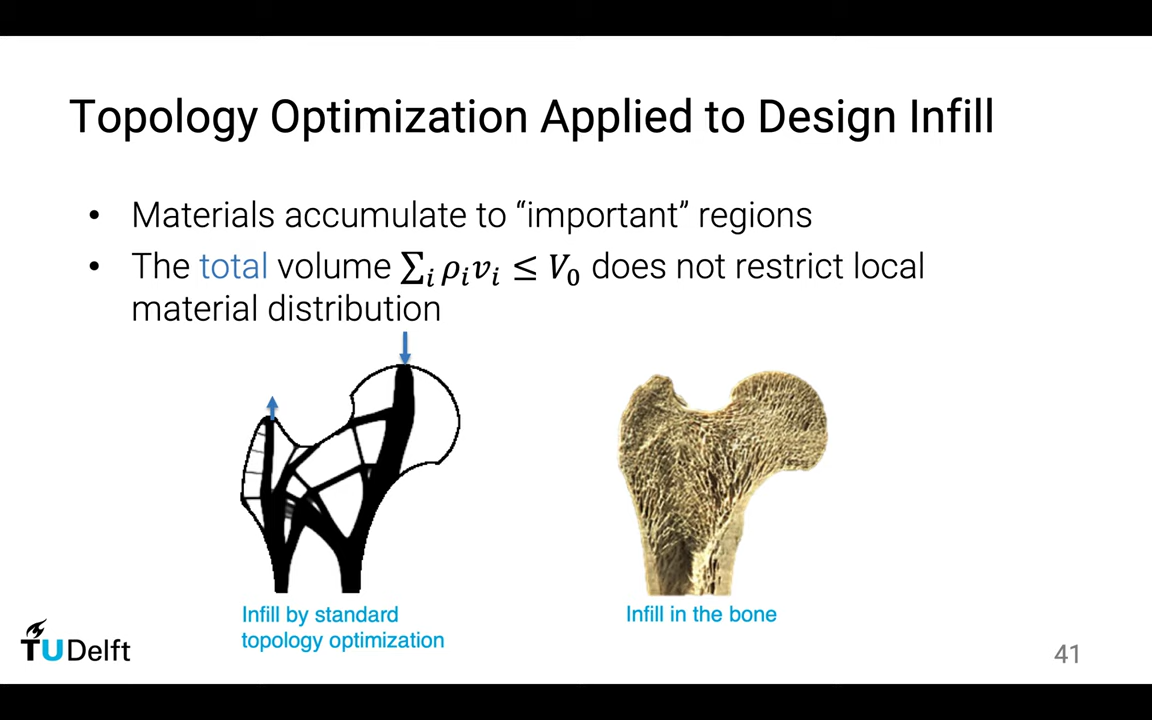 Topology Optimization Applied to Design Infill
• Materials accumulate to “important” regions
• The total volume ∑ᵢ ρᵢvᵢ ≤ V₀ does not restrict local
material distribution
Infill by standard
topology optimization
Infill in the bone
TUDelft
41